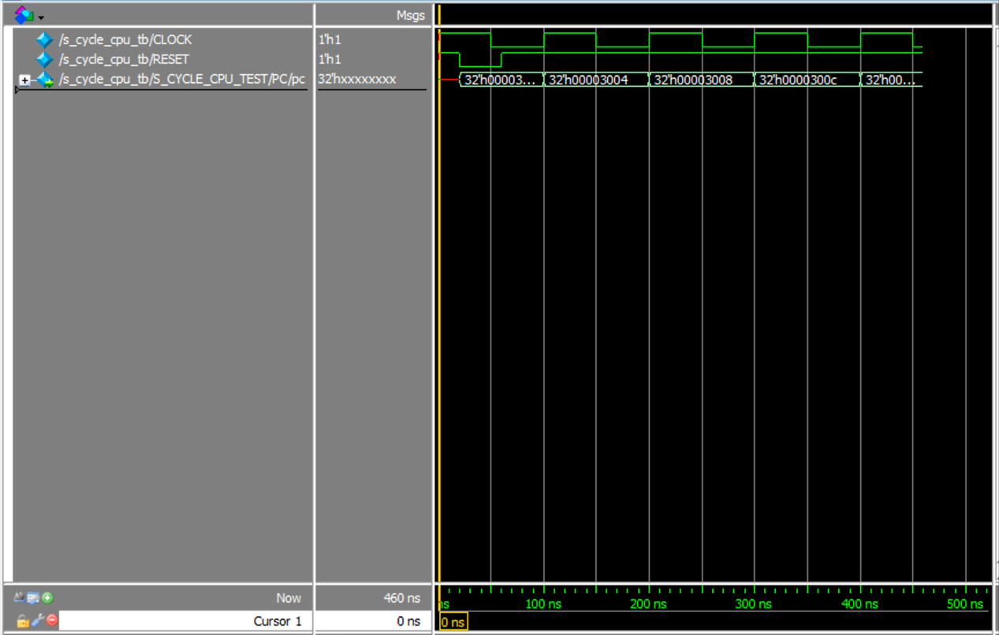 Msgs
/s_cycle_cpu_tb/CLOCK 1'h1
/s_cycle_cpu_tb/RESET 1'h1
/s_cycle_cpu_tb/S_CYCLE_CPU_TEST/PC/pc 32'hxxxxxxxx 32'h00003... 32'h00003004 32'h00003008 32'h0000300c 32'h00...
Now 460 ns ns 100 ns 200 ns 300 ns 400 ns 500 ns
Cursor 1 0 ns 0 ns